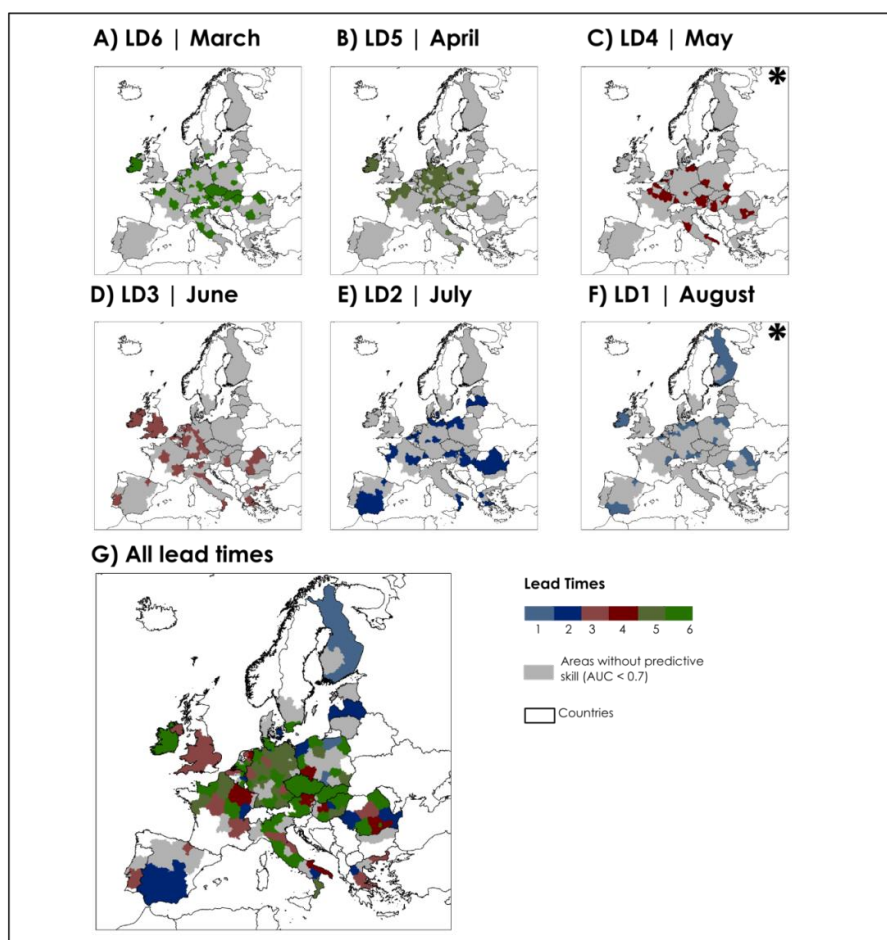 A) LD6 | March
B) LD5 | April
C) LD4 | May
*
D) LD3 | June
E) LD2 | July
F) LD1 | August
*
G) All lead times
Lead Times
1 2 3 4 5 6
Areas without predictive
skill (AUC < 0.7)
Countries